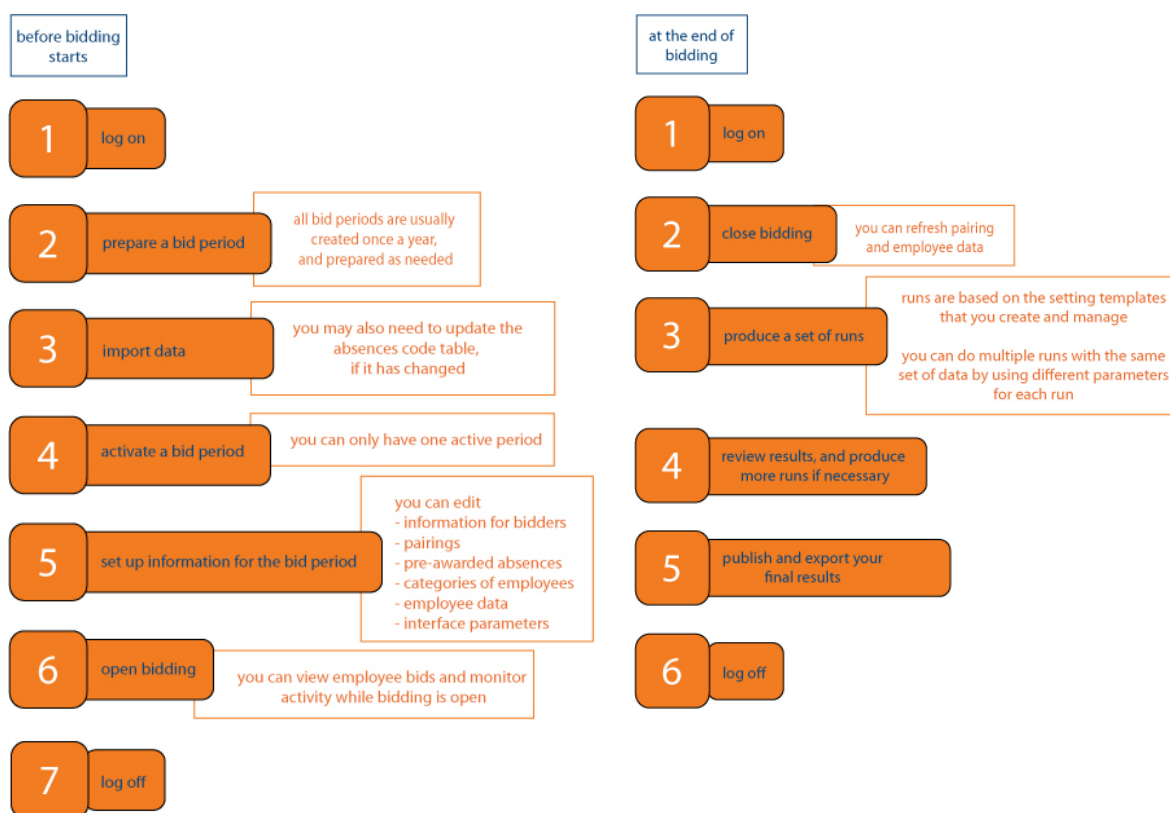 before bidding
starts
1
log on
2
prepare a bid period
all bid periods are usually
created once a year,
and prepared as needed
3
import data
you may also need to update the
absences code table,
if it has changed
4
activate a bid period
you can only have one active period
5
set up information for the bid period
you can edit
- information for bidders
- pairings
- pre-awarded absences
- categories of employees
- employee data
- interface parameters
6
open bidding
you can view employee bids and monitor
activity while bidding is open
7
log off
at the end of
bidding
1
log on
2
close bidding
you can refresh pairing
and employee data
3
produce a set of runs
runs are based on the setting templates
that you create and manage
you can do multiple runs with the same
set of data by using different parameters
for each run
4
review results, and produce
more runs if necessary
5
publish and export your
final results
6
log off